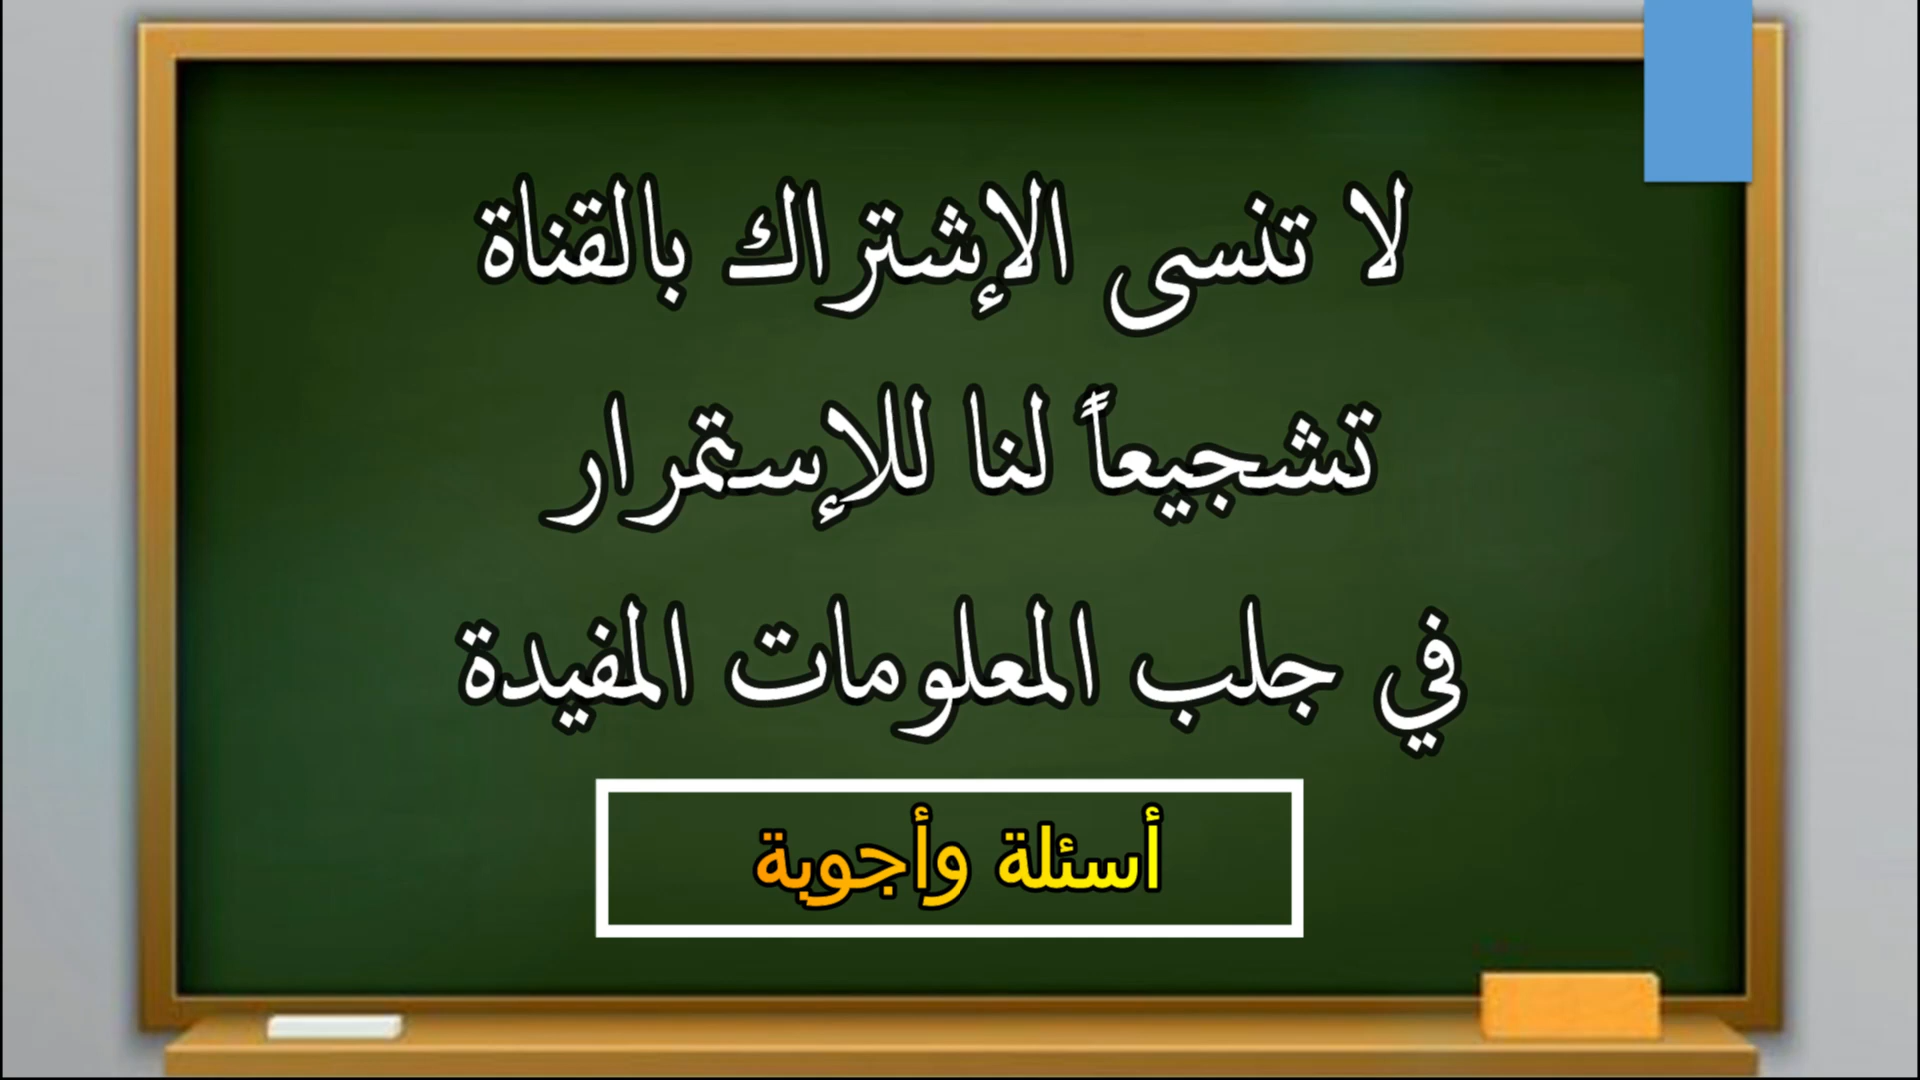 لا تنسى الإشتراك بالقناة
تشجيعاً لنا للإستمرار
في جلب المعلومات المفيدة
أسئلة وأجوبة